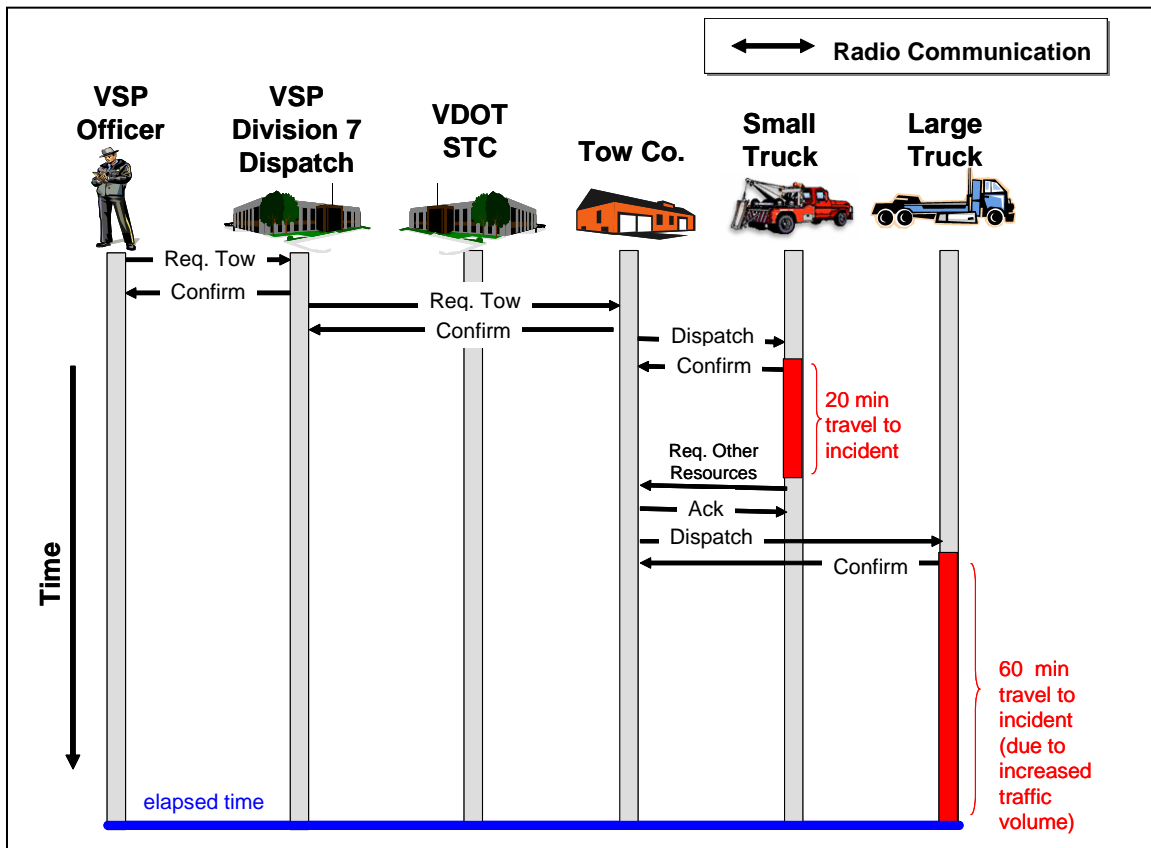 Radio Communication
VSP
Officer
VSP
Division 7
Dispatch
VDOT
STC
Tow Co.
Small
Truck
Large
Truck
Req. Tow
Confirm
Req. Tow
Confirm
Dispatch
Confirm
20 min
travel to
incident
Req. Other
Resources
Ack
Dispatch
Confirm
Time
60 min
travel to
incident
(due to
increased
traffic
volume)
elapsed time